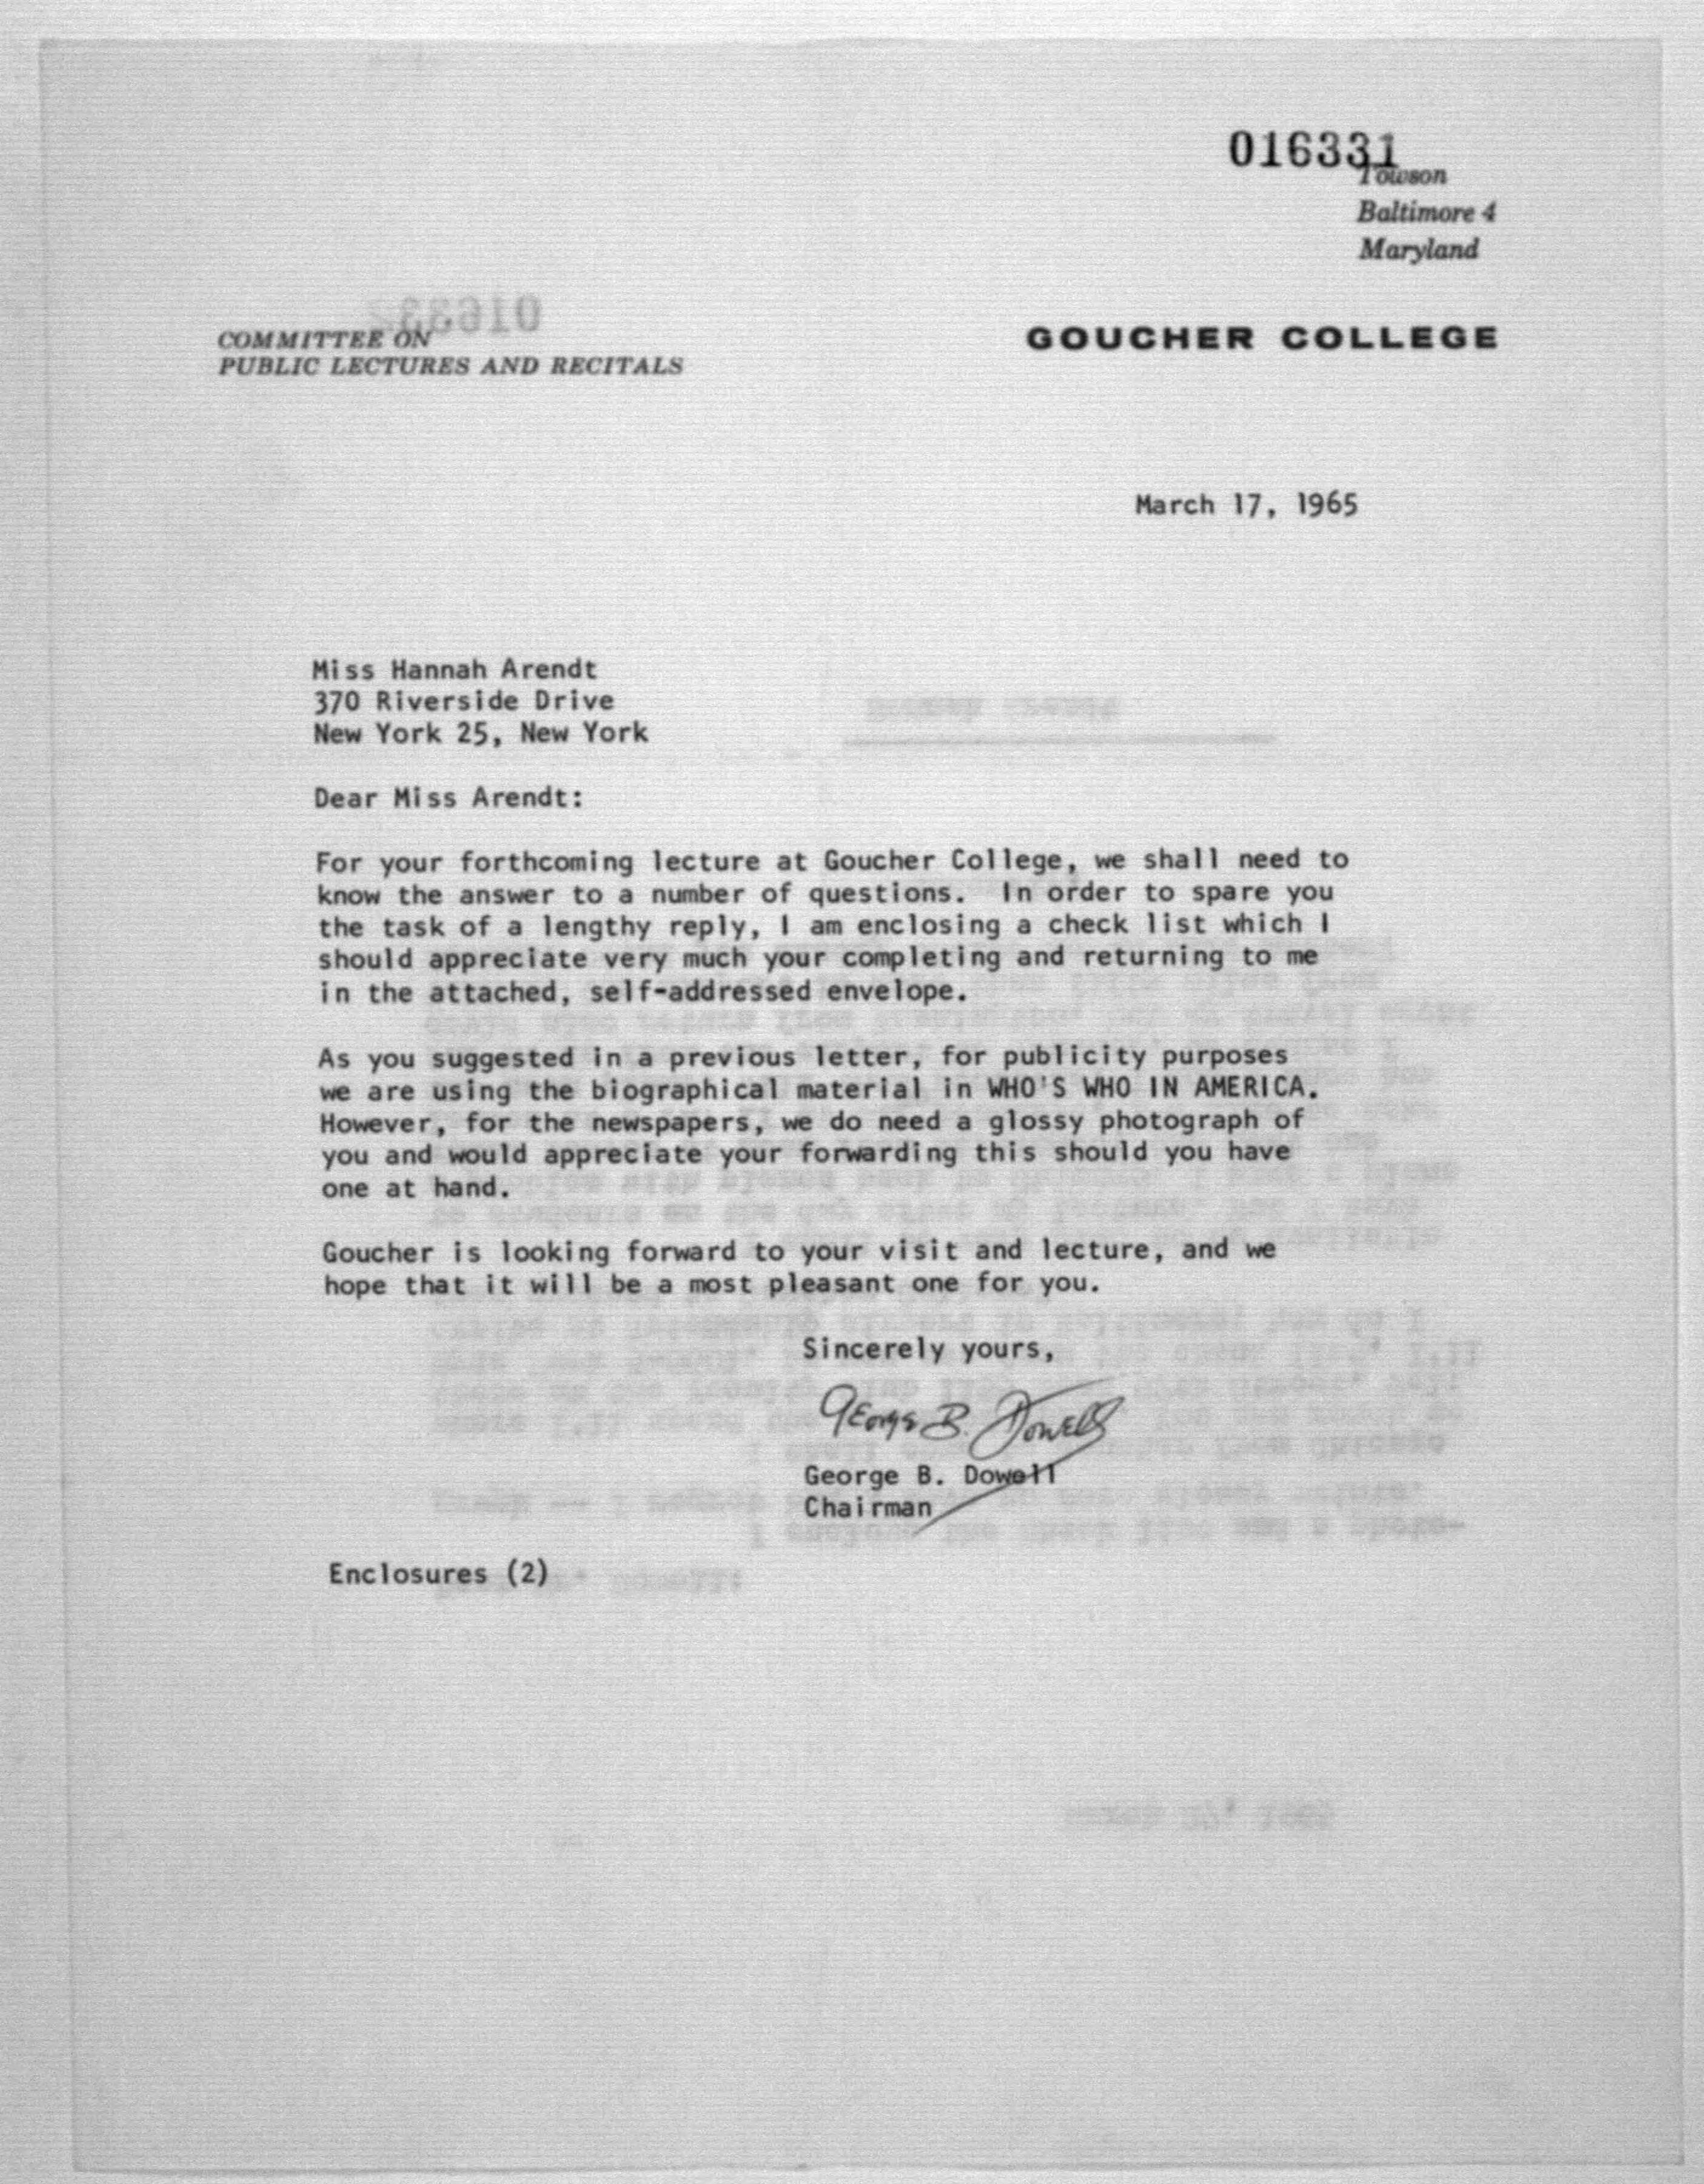 016331
Towson
Baltimore 4
Maryland
COMMITTEE ON
PUBLIC LECTURES AND RECITALS
GOUCHER COLLEGE
March 17, 1965
Miss Hannah Arendt
370 Riverside Drive
New York 25, New York
Dear Miss Arendt:
For your forthcoming lecture at Goucher College, we shall need to
know the answer to a number of questions.  In order to spare you
the task of a lengthy reply, I am enclosing a check list which I
should appreciate very much your completing and returning to me
in the attached, self-addressed envelope.
As you suggested in a previous letter, for publicity purposes
we are using the biographical material in WHO'S WHO IN AMERICA.
However, for the newspapers, we do need a glossy photograph of
you and would appreciate your forwarding this should you have
one at hand.
Goucher is looking forward to your visit and lecture, and we
hope that it will be a most pleasant one for you.
Sincerely yours,
George B. Dowell
George B. Dowell
Chairman
Enclosures (2)